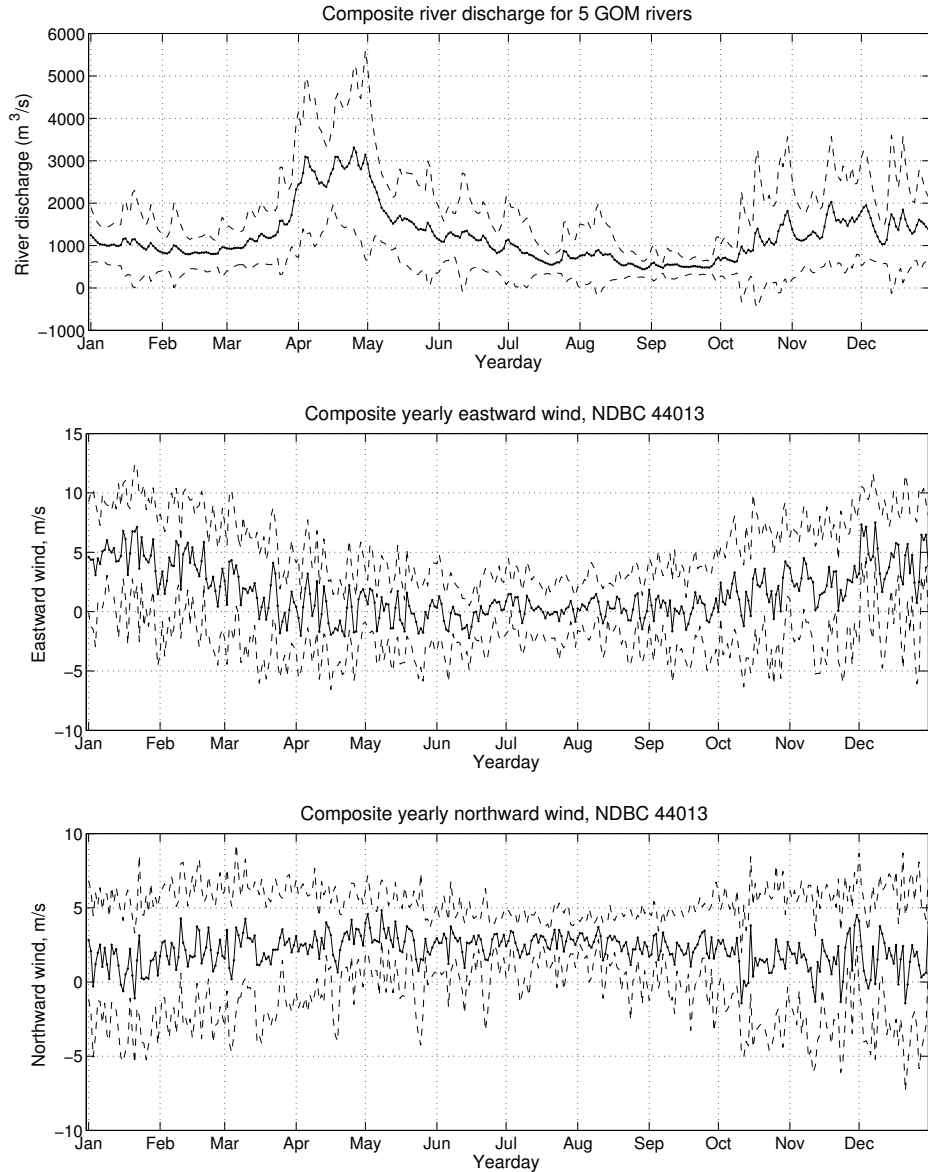 Composite river discharge for 5 GOM rivers
River discharge (m³/s)
6000
5000
4000
3000
2000
1000
0
−1000
Jan Feb Mar Apr May Jun Jul Aug Sep Oct Nov Dec
Yearday
Composite yearly eastward wind, NDBC 44013
Eastward wind, m/s
15
10
5
0
−5
−10
Jan Feb Mar Apr May Jun Jul Aug Sep Oct Nov Dec
Yearday
Composite yearly northward wind, NDBC 44013
Northward wind, m/s
10
5
0
−5
−10
Jan Feb Mar Apr May Jun Jul Aug Sep Oct Nov Dec
Yearday